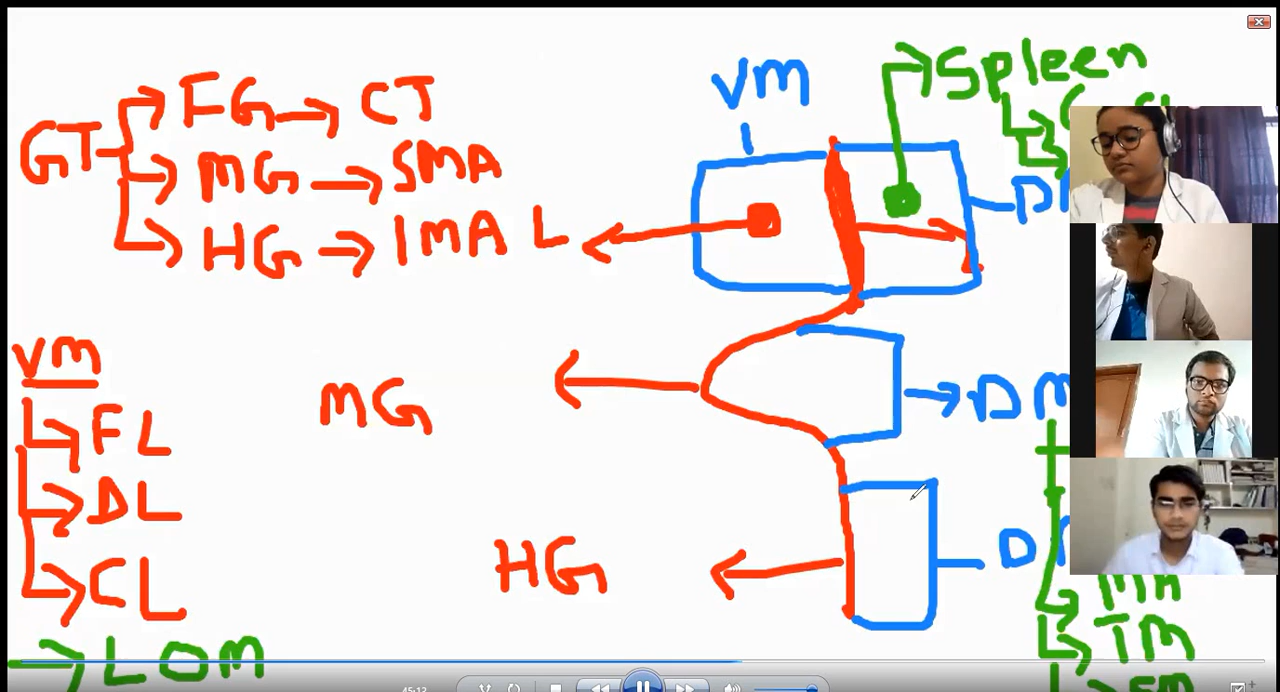 GT
FG → CT
MG → SMA
HG → IMA
L
VM
Spleen
VM
FL
DL
CL
LOM
MG
DM
HG
MA
TM
SM
45:12